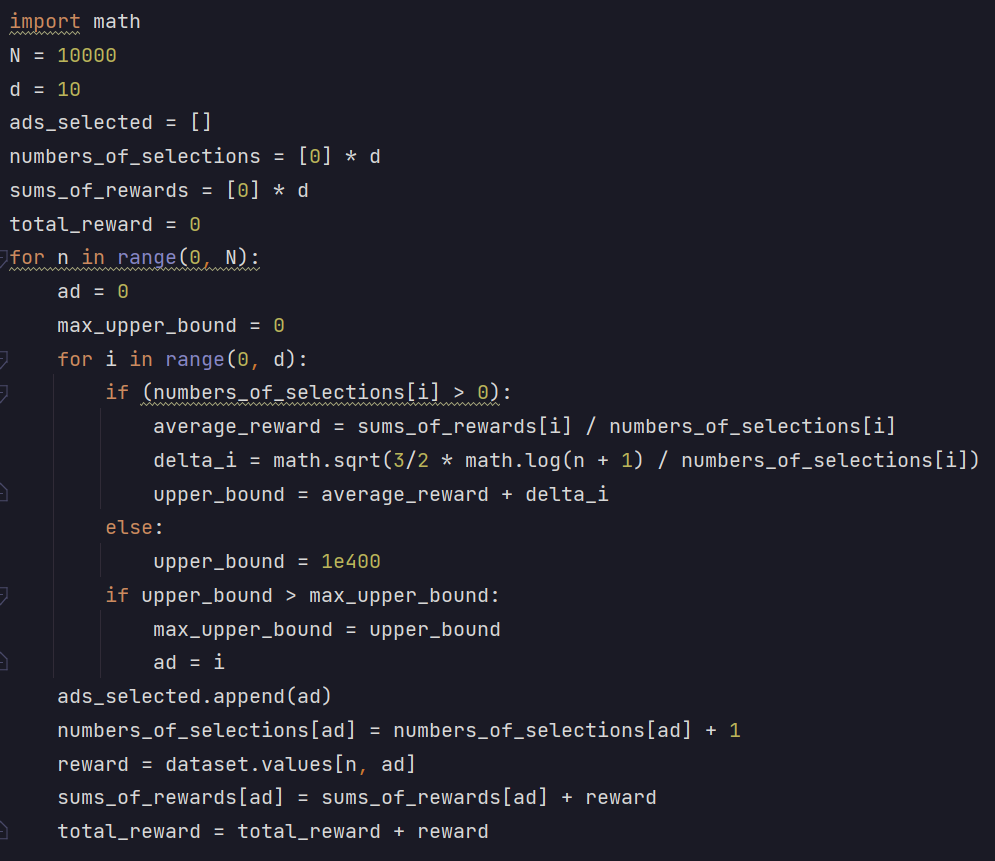 import math
N = 10000
d = 10
ads_selected = []
numbers_of_selections = [0] * d
sums_of_rewards = [0] * d
total_reward = 0
for n in range(0, N):
    ad = 0
    max_upper_bound = 0
    for i in range(0, d):
        if (numbers_of_selections[i] > 0):
            average_reward = sums_of_rewards[i] / numbers_of_selections[i]
            delta_i = math.sqrt(3/2 * math.log(n + 1) / numbers_of_selections[i])
            upper_bound = average_reward + delta_i
        else:
            upper_bound = 1e400
        if upper_bound > max_upper_bound:
            max_upper_bound = upper_bound
            ad = i
    ads_selected.append(ad)
    numbers_of_selections[ad] = numbers_of_selections[ad] + 1
    reward = dataset.values[n, ad]
    sums_of_rewards[ad] = sums_of_rewards[ad] + reward
    total_reward = total_reward + reward